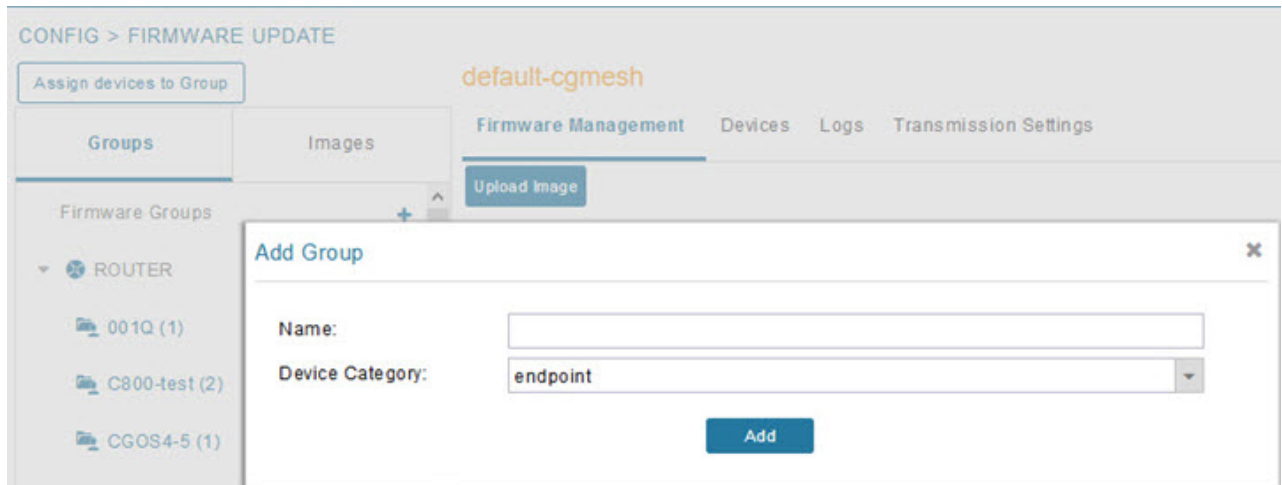 CONFIG > FIRMWARE UPDATE
Assign devices to Group
default-cgmesh
Groups
Images
Firmware Management
Devices
Logs
Transmission Settings
Upload Image
Firmware Groups
+
ROUTER
001Q (1)
C800-test (2)
CGOS4-5 (1)
Add Group
Name:
Device Category:
endpoint
Add